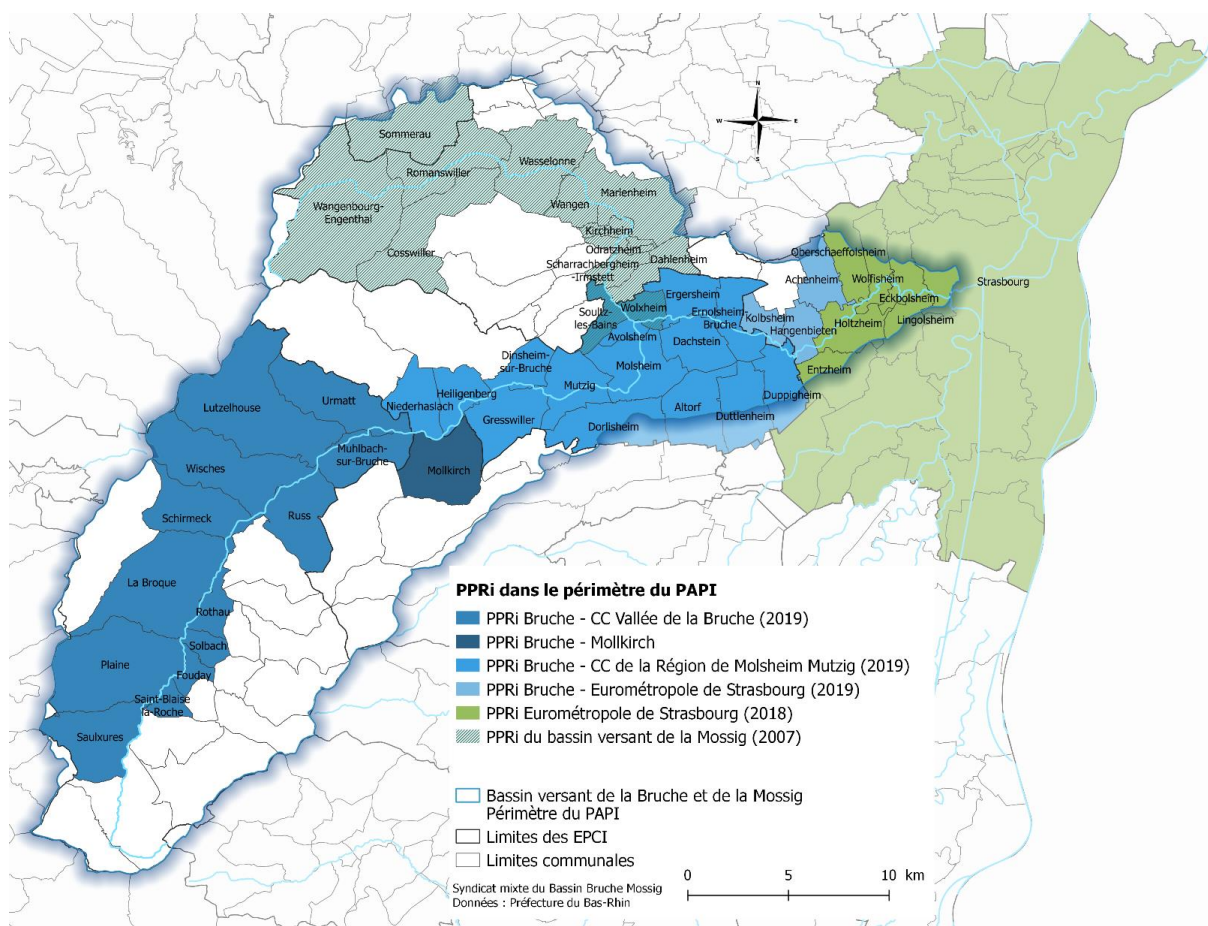 N
W
E
S
Sommerau
Wasselonne
Romanswiller
Marlenheim
Wangenbourg-
Engenthal
Wangen
Kirchheim
Cosswiller
Odratzheim
Scharrachbergheim
-Irmstett
Dahlenheim
Oberschaeffolsheim
Achenheim
Wolfisheim
Strasbourg
Eckbolsheim
Ergersheim
Soultz-
les-Bains
Wolxheim
Ernolsheim-
Bruche
Kolbsheim
Hangenbieten
Holtzheim
Lingolsheim
Avolsheim
Dachstein
Dinsheim-
sur-Bruche
Molsheim
Entzheim
Mutzig
Duppigheim
Urmatt
Heiligenberg
Niederhaslach
Lutzelhouse
Altorf
Duttlenheim
Gresswiller
Dorlisheim
Muhlbach-
sur-Bruche
Mollkirch
Wisches
Schirmeck
Russ
La Broque
Rothau
Solbach
Plaine
Fouday
Saint-Blaise
la-Roche
Saulxures
PPRi dans le périmètre du PAPI
PPRi Bruche - CC Vallée de la Bruche (2019)
PPRi Bruche - Mollkirch
PPRi Bruche - CC de la Région de Molsheim Mutzig (2019)
PPRi Bruche - Eurométropole de Strasbourg (2019)
PPRi Eurométropole de Strasbourg (2018)
PPRi du bassin versant de la Mossig (2007)
Bassin versant de la Bruche et de la Mossig
Périmètre du PAPI
Limites des EPCI
Limites communales
Syndicat mixte du Bassin Bruche Mossig
Données : Préfecture du Bas-Rhin
0 5 10 km